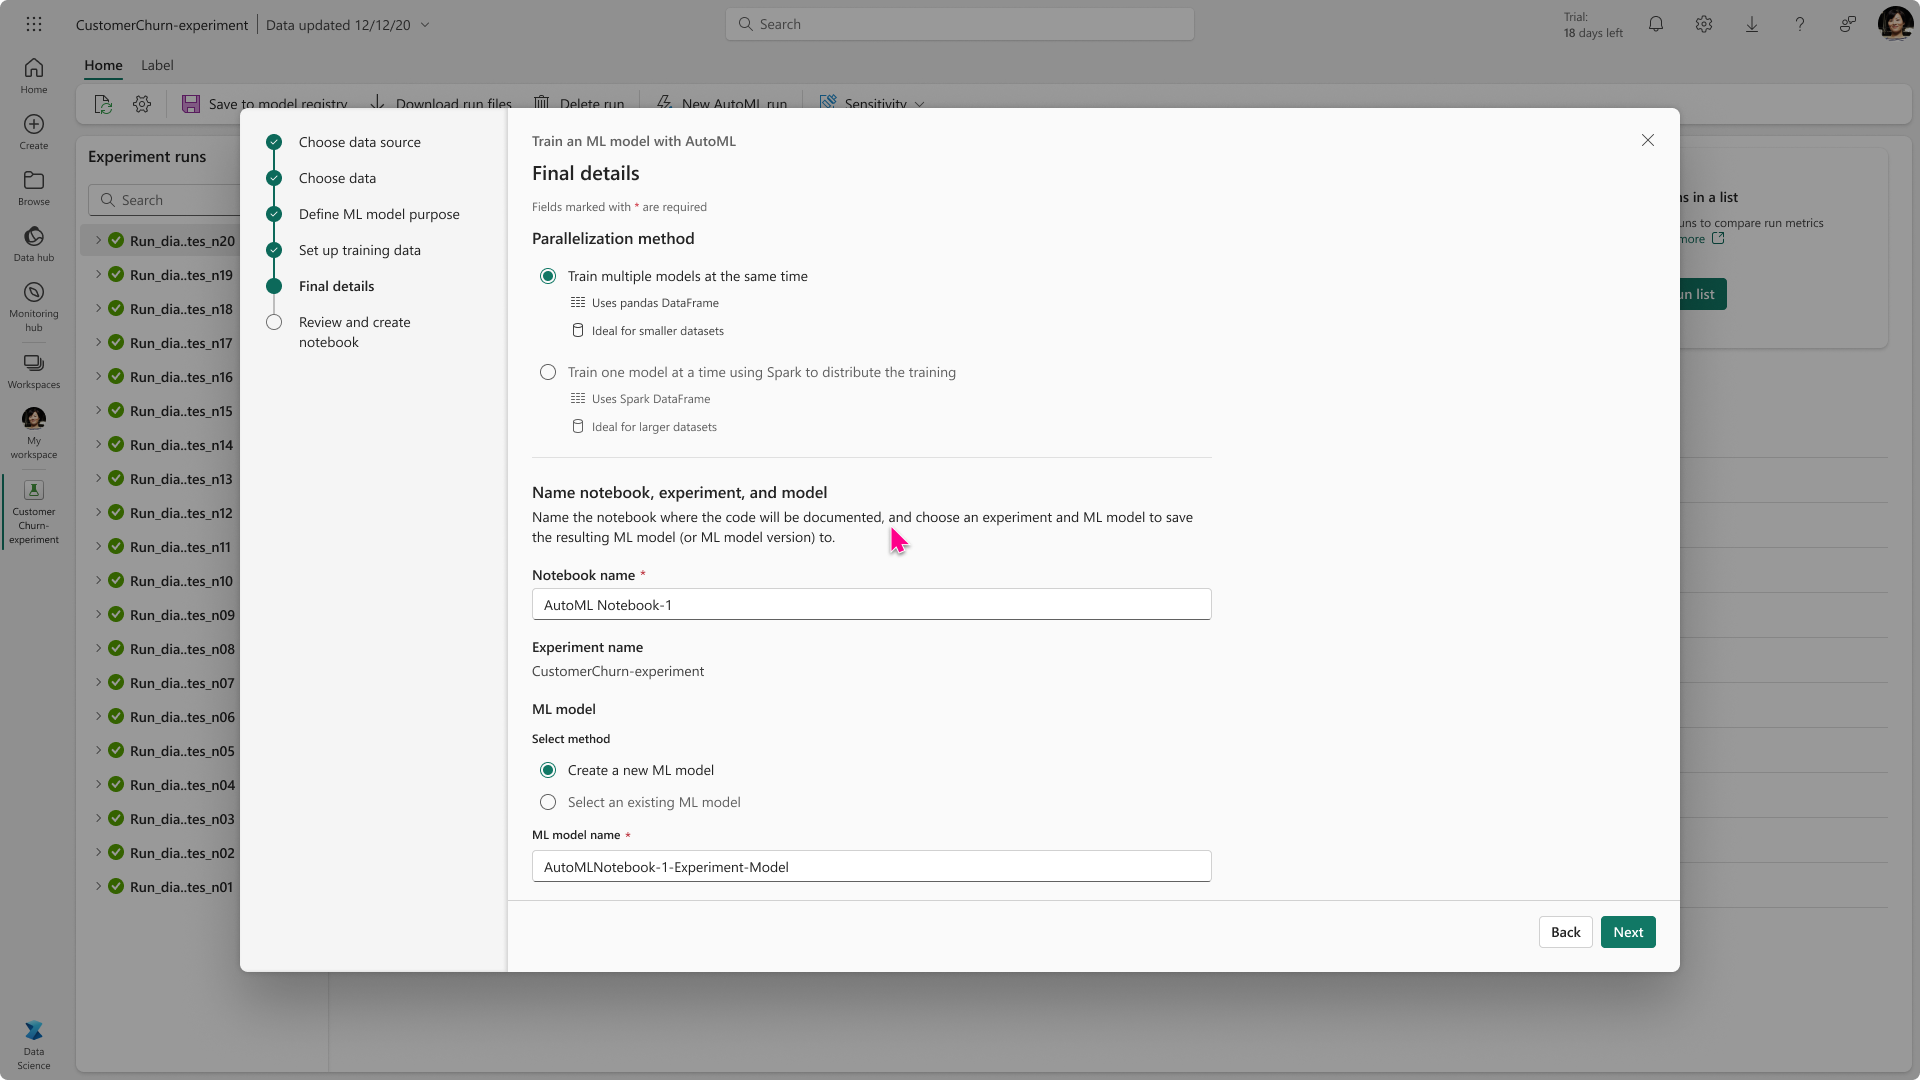 CustomerChurn-experiment
Data updated 12/12/20
Search
Trial:
18 days left
Home
Label
Save to model registry
Download run files
Delete run
New AutoML run
Sensitivity
Home
Create
Browse
Data hub
Monitoring
hub
Workspaces
My
workspace
Customer
Churn-
experiment
Data
Science
Experiment runs
Search
Run_dia..tes_n20
Run_dia..tes_n19
Run_dia..tes_n18
Run_dia..tes_n17
Run_dia..tes_n16
Run_dia..tes_n15
Run_dia..tes_n14
Run_dia..tes_n13
Run_dia..tes_n12
Run_dia..tes_n11
Run_dia..tes_n10
Run_dia..tes_n09
Run_dia..tes_n08
Run_dia..tes_n07
Run_dia..tes_n06
Run_dia..tes_n05
Run_dia..tes_n04
Run_dia..tes_n03
Run_dia..tes_n02
Run_dia..tes_n01
Choose data source
Choose data
Define ML model purpose
Set up training data
Final details
Review and create
notebook
Train an ML model with AutoML
Final details
Fields marked with * are required
Parallelization method
Train multiple models at the same time
Uses pandas DataFrame
Ideal for smaller datasets
Train one model at a time using Spark to distribute the training
Uses Spark DataFrame
Ideal for larger datasets
Name notebook, experiment, and model
Name the notebook where the code will be documented, and choose an experiment and ML model to save
the resulting ML model (or ML model version) to.
Notebook name *
AutoML Notebook-1
Experiment name
CustomerChurn-experiment
ML model
Select method
Create a new ML model
Select an existing ML model
ML model name *
AutoMLNotebook-1-Experiment-Model
Back
Next
in a list
to compare run metrics
more
list